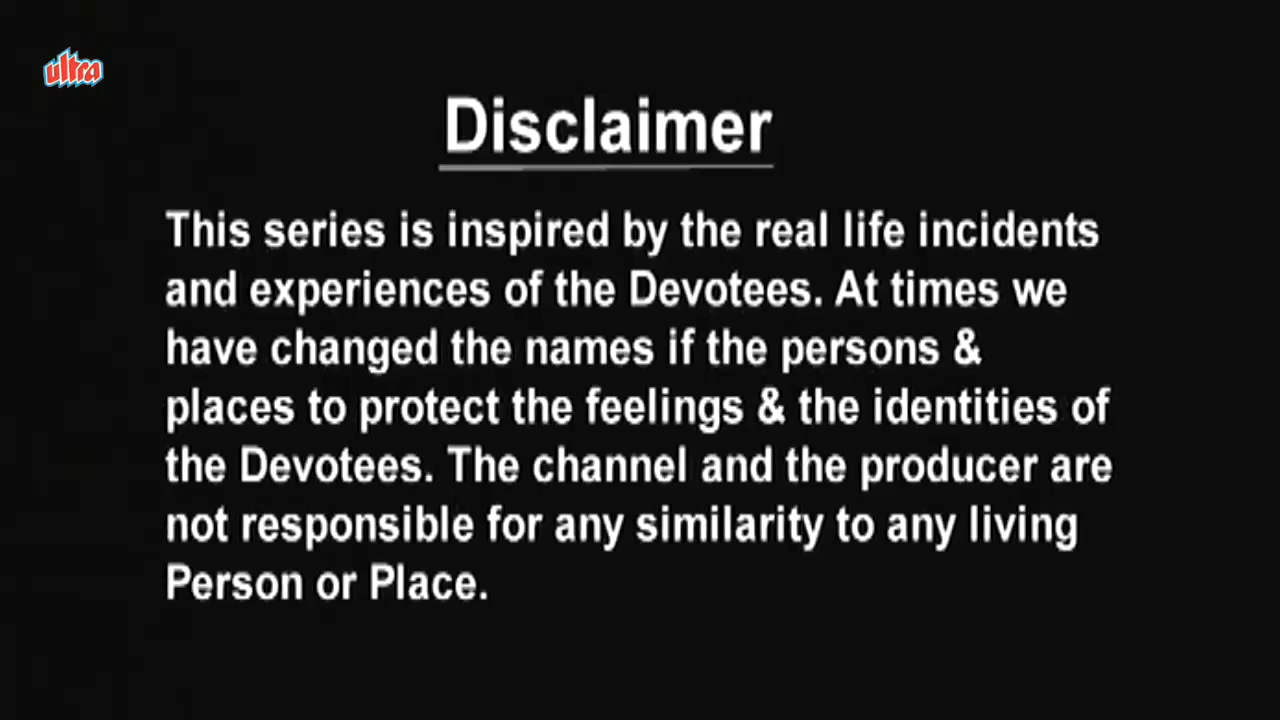 ultra
Disclaimer
This series is inspired by the real life incidents
and experiences of the Devotees. At times we
have changed the names if the persons &
places to protect the feelings & the identities of
the Devotees. The channel and the producer are
not responsible for any similarity to any living
Person or Place.